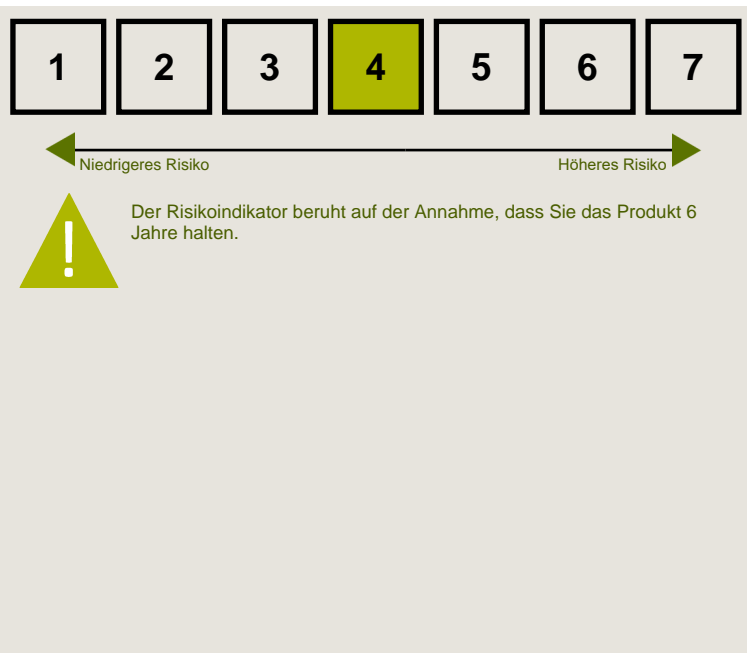 1 2 3 4 5 6 7
Niedrigeres Risiko Höheres Risiko
Der Risikoindikator beruht auf der Annahme, dass Sie das Produkt 6
Jahre halten.
!